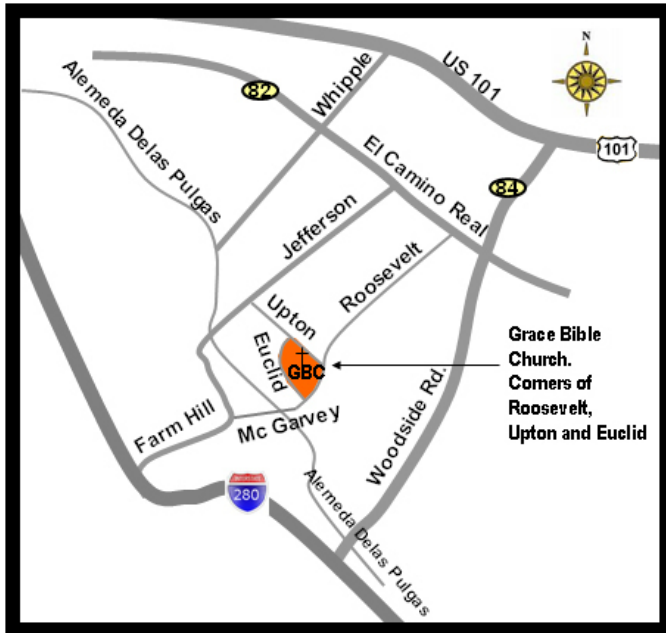 N
US 101
101
Alemeda Delas Pulgas
82
Whipple
El Camino Real
84
Jefferson
Roosevelt
Upton
Euclid
GBC
Grace Bible
Church.
Corners of
Roosevelt,
Upton and Euclid
Woodside Rd.
Farm Hill
Mc Garvey
280
Alemeda Delas Pulgas